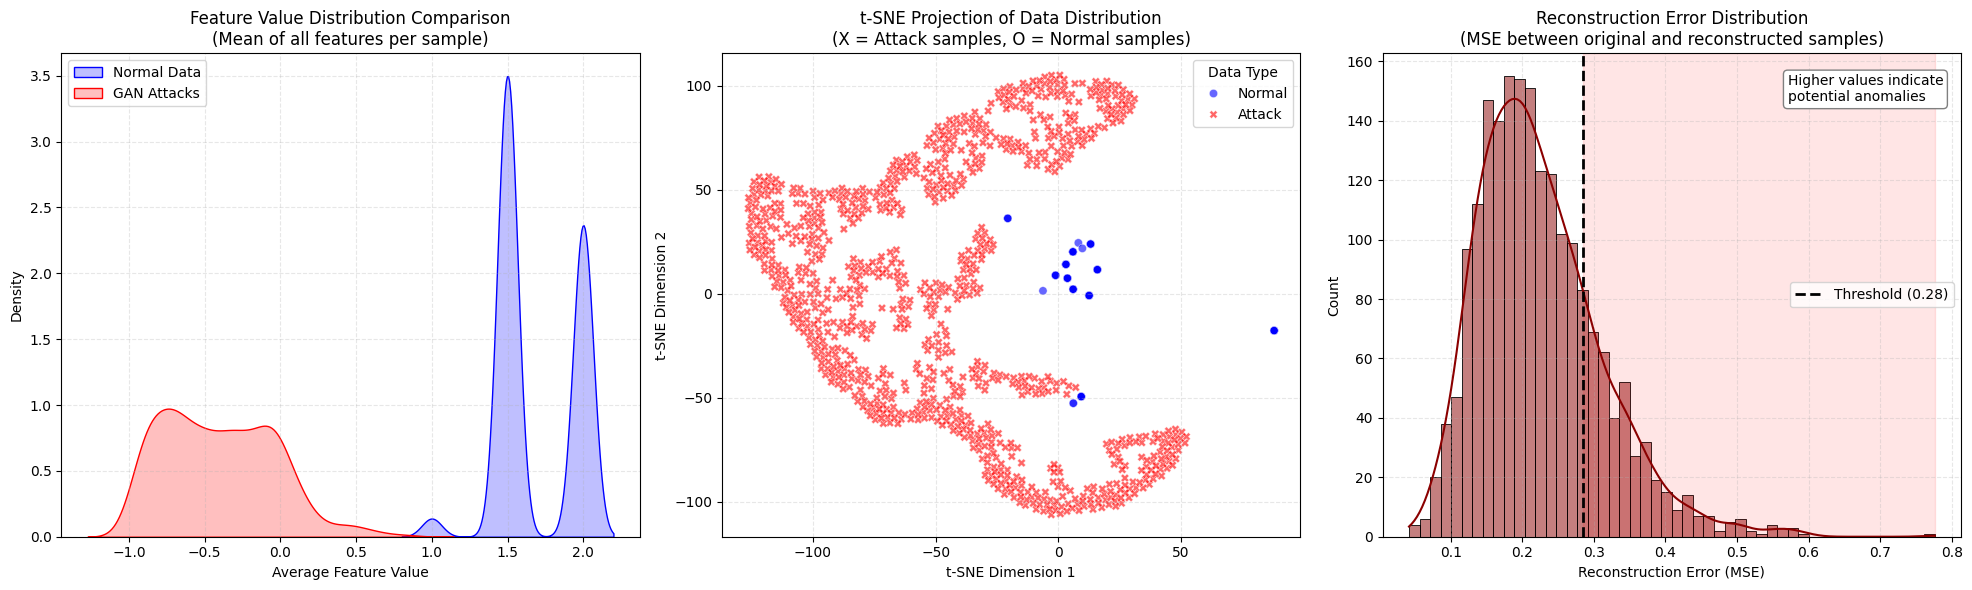 Feature Value Distribution Comparison
(Mean of all features per sample)
Normal Data
GAN Attacks
3.5
3.0
2.5
2.0
1.5
1.0
0.5
0.0
Density
−1.0 −0.5 0.0 0.5 1.0 1.5 2.0
Average Feature Value
t-SNE Projection of Data Distribution
(X = Attack samples, O = Normal samples)
Data Type
Normal
Attack
100
50
0
−50
−100
t-SNE Dimension 2
−100 −50 0 50
t-SNE Dimension 1
Reconstruction Error Distribution
(MSE between original and reconstructed samples)
Higher values indicate
potential anomalies
Threshold (0.28)
160
140
120
100
80
60
40
20
0
Count
0.1 0.2 0.3 0.4 0.5 0.6 0.7 0.8
Reconstruction Error (MSE)